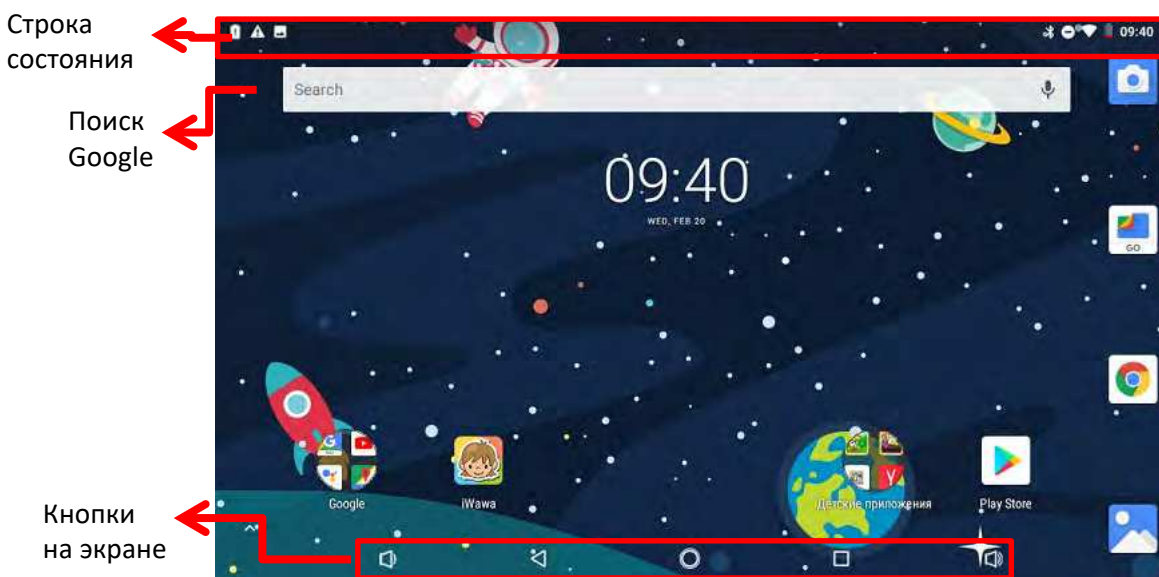 Строка
состояния
09:40
Поиск
Google
Search
09:40
WED, FEB 20
GO
Google
iWawa
Детские приложения
Play Store
Кнопки
на экране